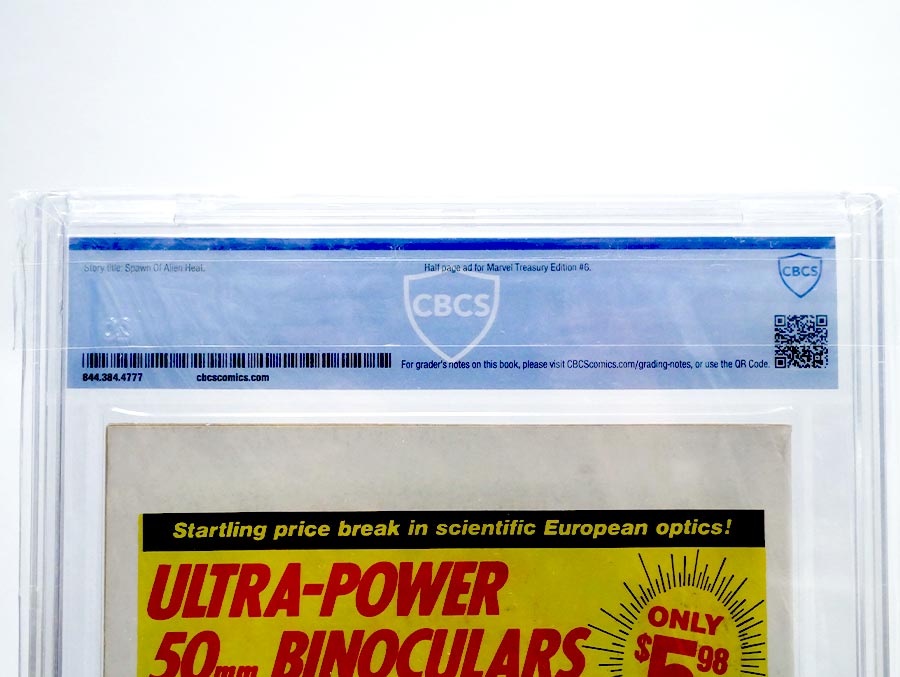 Story title: Spawn Of Alien Heat.
Half page ad for Marvel Treasury Edition #6.
CBCS
CBCS
For grader's notes on this book, please visit CBCScomics.com/grading-notes, or use the QR Code.
844.384.4777
cbcscomics.com
Startling price break in scientific European optics!
ULTRA-POWER
50mm BINOCULARS
ONLY
$5.98